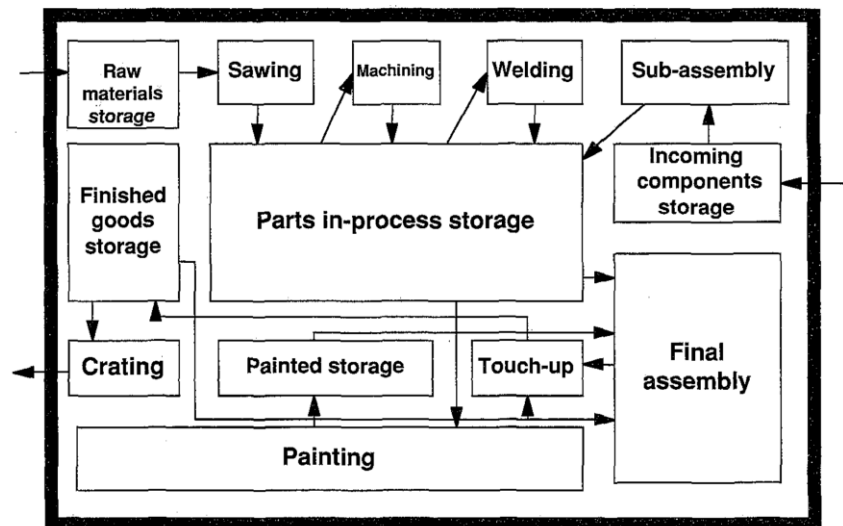 Raw
materials
storage
Sawing
Machining
Welding
Sub-assembly
Finished
goods
storage
Parts in-process storage
Incoming
components
storage
Crating
Painted storage
Touch-up
Final
assembly
Painting